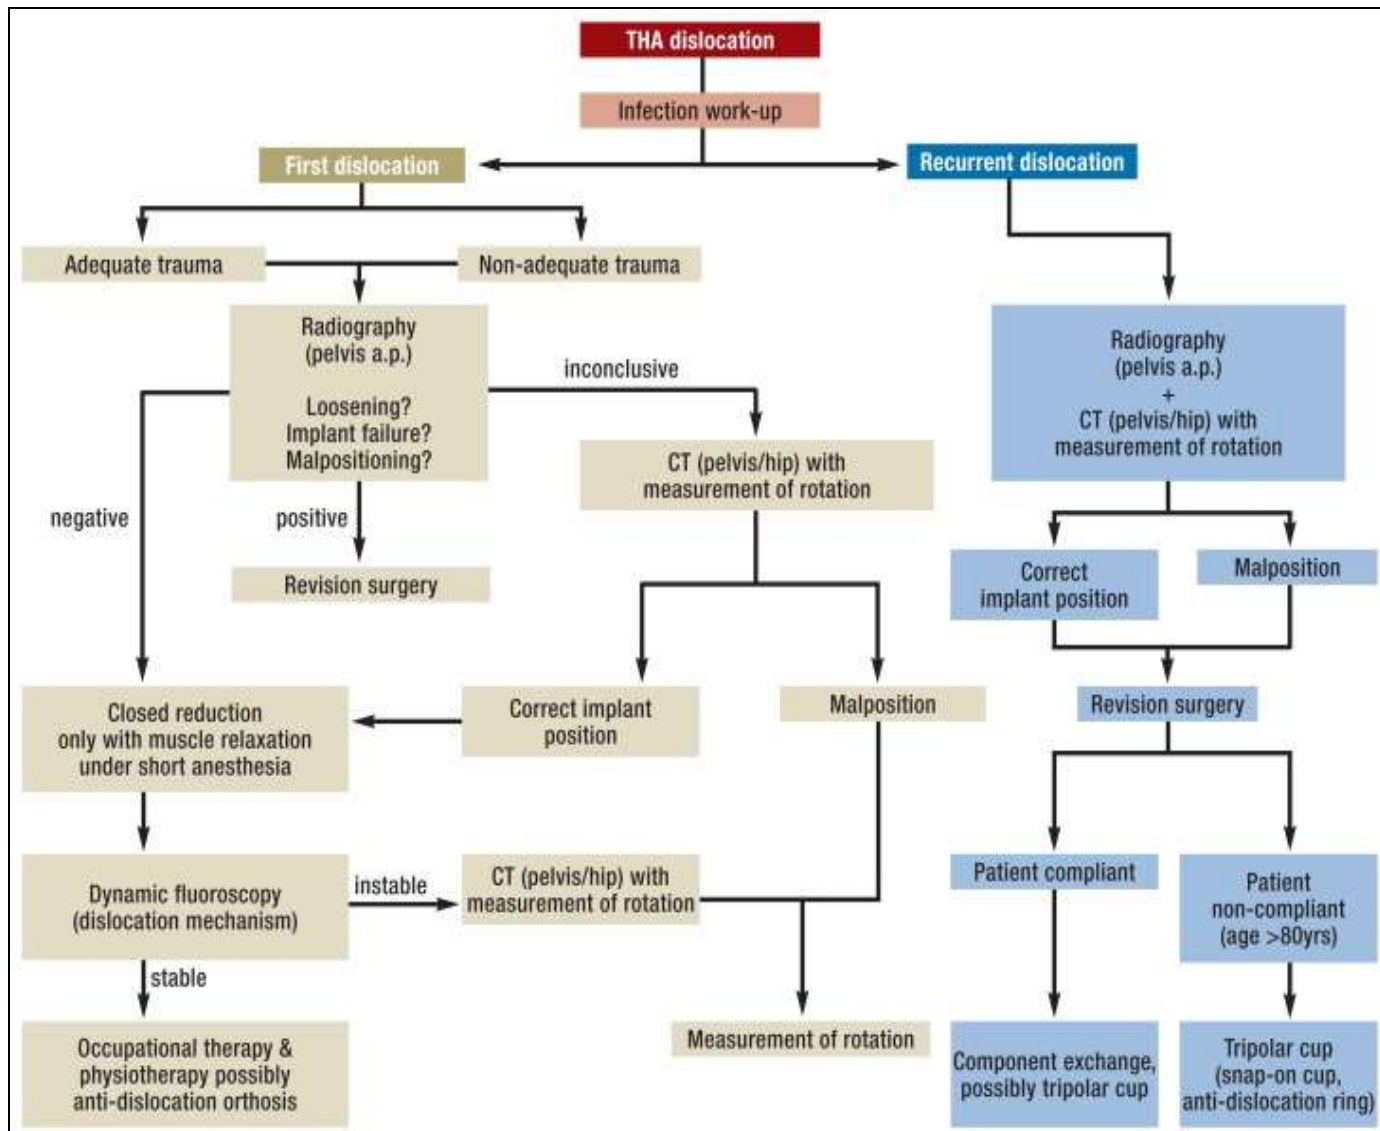 THA dislocation
Infection work-up
First dislocation
Recurrent dislocation
Adequate trauma
Non-adequate trauma
Radiography
(pelvis a.p.)
Loosening?
Implant failure?
Malpositioning?
inconclusive
negative
positive
Revision surgery
CT (pelvis/hip) with
measurement of rotation
Radiography
(pelvis a.p.)
+
CT (pelvis/hip) with
measurement of rotation
Correct
implant position
Malposition
Closed reduction
only with muscle relaxation
under short anesthesia
Correct implant
position
Malposition
Revision surgery
Dynamic fluoroscopy
(dislocation mechanism)
instable
CT (pelvis/hip) with
measurement of rotation
stable
Patient compliant
Patient
non-compliant
(age >80yrs)
Occupational therapy &
physiotherapy possibly
anti-dislocation orthosis
Measurement of rotation
Component exchange,
possibly tripolar cup
Tripolar cup
(snap-on cup,
anti-dislocation ring)